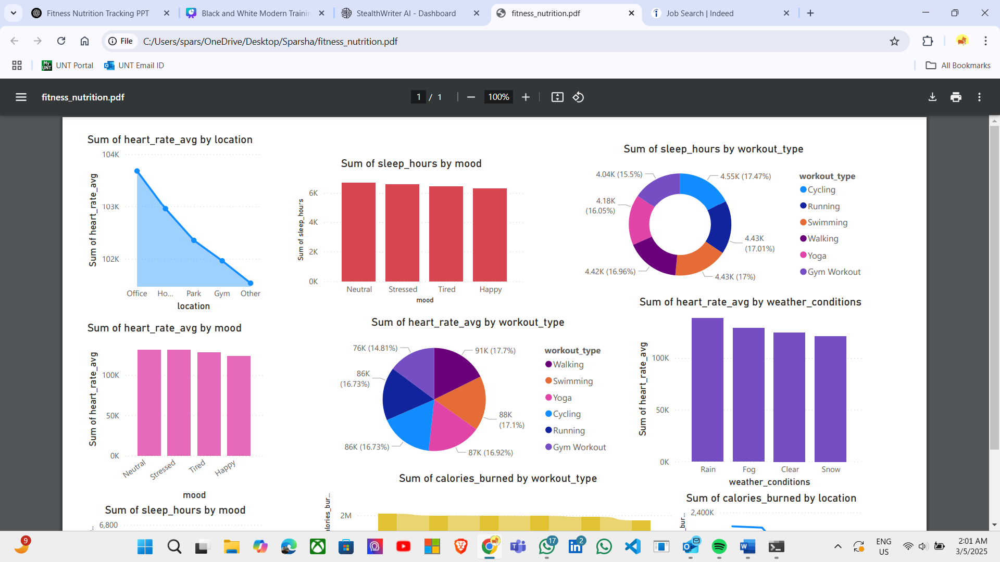 Fitness Nutrition Tracking PPT
Black and White Modern Trainin
StealthWriter AI - Dashboard
fitness_nutrition.pdf
Job Search | Indeed
File
C:/Users/spars/OneDrive/Desktop/Sparsha/fitness_nutrition.pdf
My UNT
UNT Portal
UNT Email ID
All Bookmarks
fitness_nutrition.pdf
1 / 1
100%
Sum of heart_rate_avg by location
104K
103K
102K
Sum of heart_rate_avg
Office Ho... Park Gym Other
location
Sum of sleep_hours by mood
6K
4K
2K
0K
Sum of sleep_hours
Neutral Stressed Tired Happy
mood
Sum of sleep_hours by workout_type
4.04K (15.5%)
4.55K (17.47%)
4.18K
(16.05%)
4.43K
(17.01%)
4.42K (16.96%)
4.43K (17%)
workout_type
Cycling
Running
Swimming
Walking
Yoga
Gym Workout
Sum of heart_rate_avg by mood
100K
50K
0K
Sum of heart_rate_avg
Neutral Stressed Tired Happy
mood
Sum of heart_rate_avg by workout_type
76K (14.81%)
91K (17.7%)
86K
(16.73%)
88K
(17.1%)
86K (16.73%)
87K (16.92%)
workout_type
Walking
Swimming
Yoga
Cycling
Running
Gym Workout
Sum of heart_rate_avg by weather_conditions
100K
50K
0K
Sum of heart_rate_avg
Rain Fog Clear Snow
weather_conditions
Sum of sleep_hours by mood
6,800
Sum of calories_burned by workout_type
2M
alories_bur...
Sum of calories_burned by location
2,400K
_bur...
9
17
2
ENG
US
2:01 AM
3/5/2025